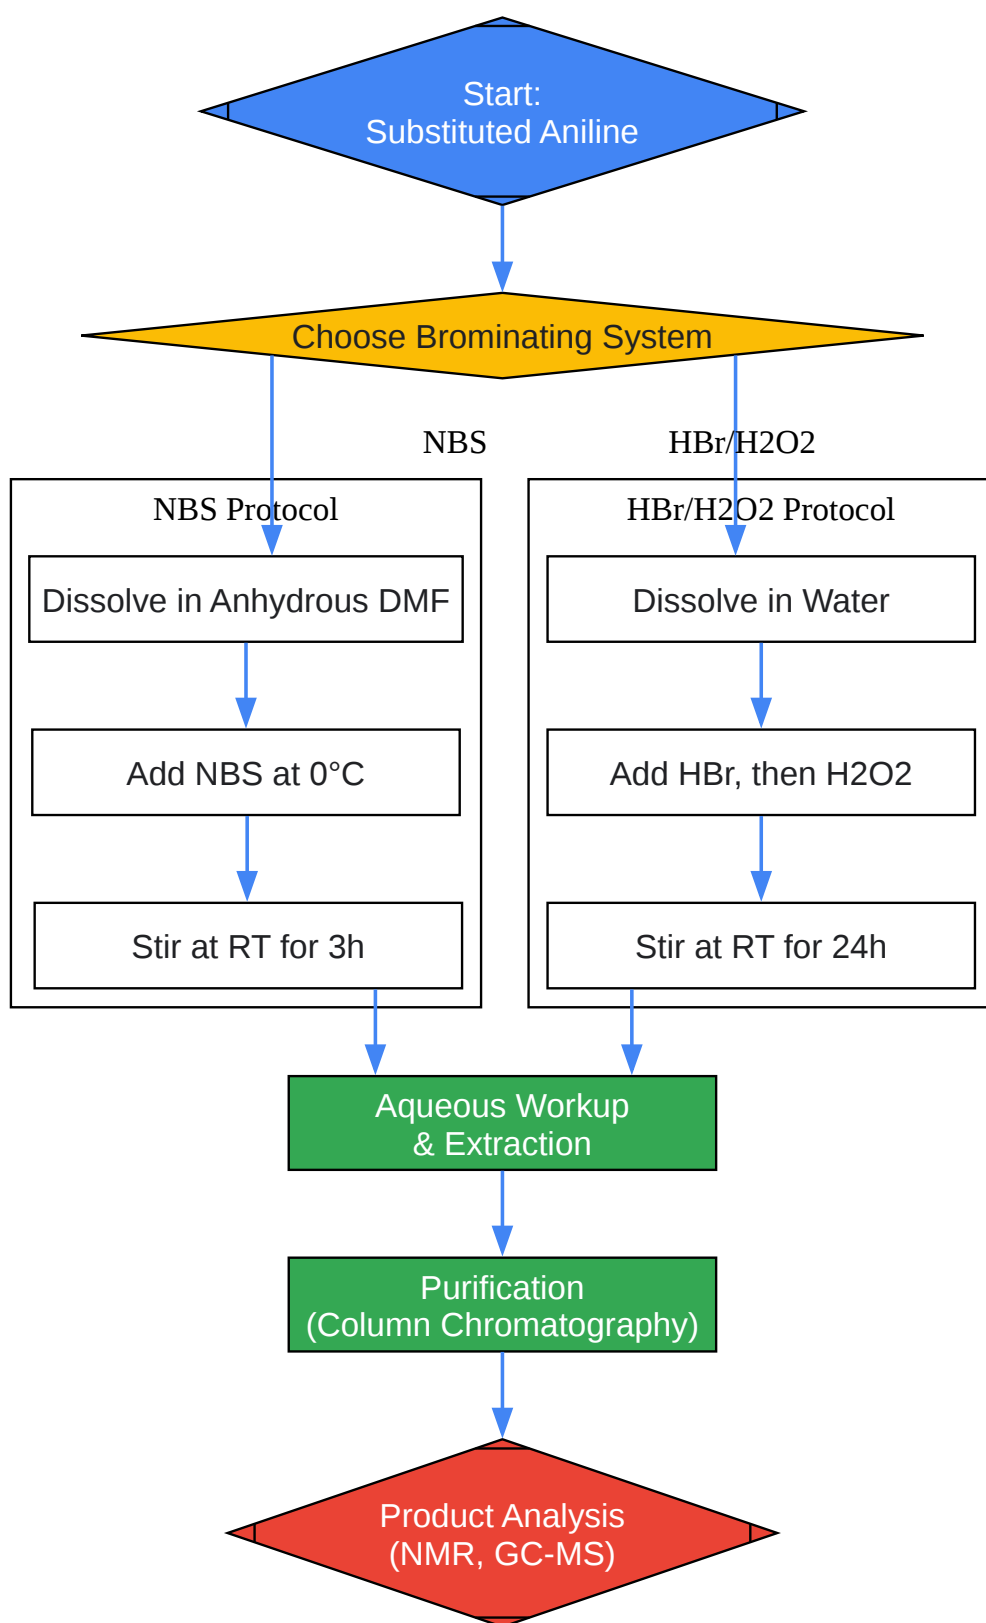 Start:
Substituted Aniline
Choose Brominating System
NBS
HBr/H2O2
NBS Protocol
HBr/H2O2 Protocol
Dissolve in Anhydrous DMF
Dissolve in Water
Add NBS at 0°C
Add HBr, then H2O2
Stir at RT for 3h
Stir at RT for 24h
Aqueous Workup
& Extraction
Purification
(Column Chromatography)
Product Analysis
(NMR, GC-MS)